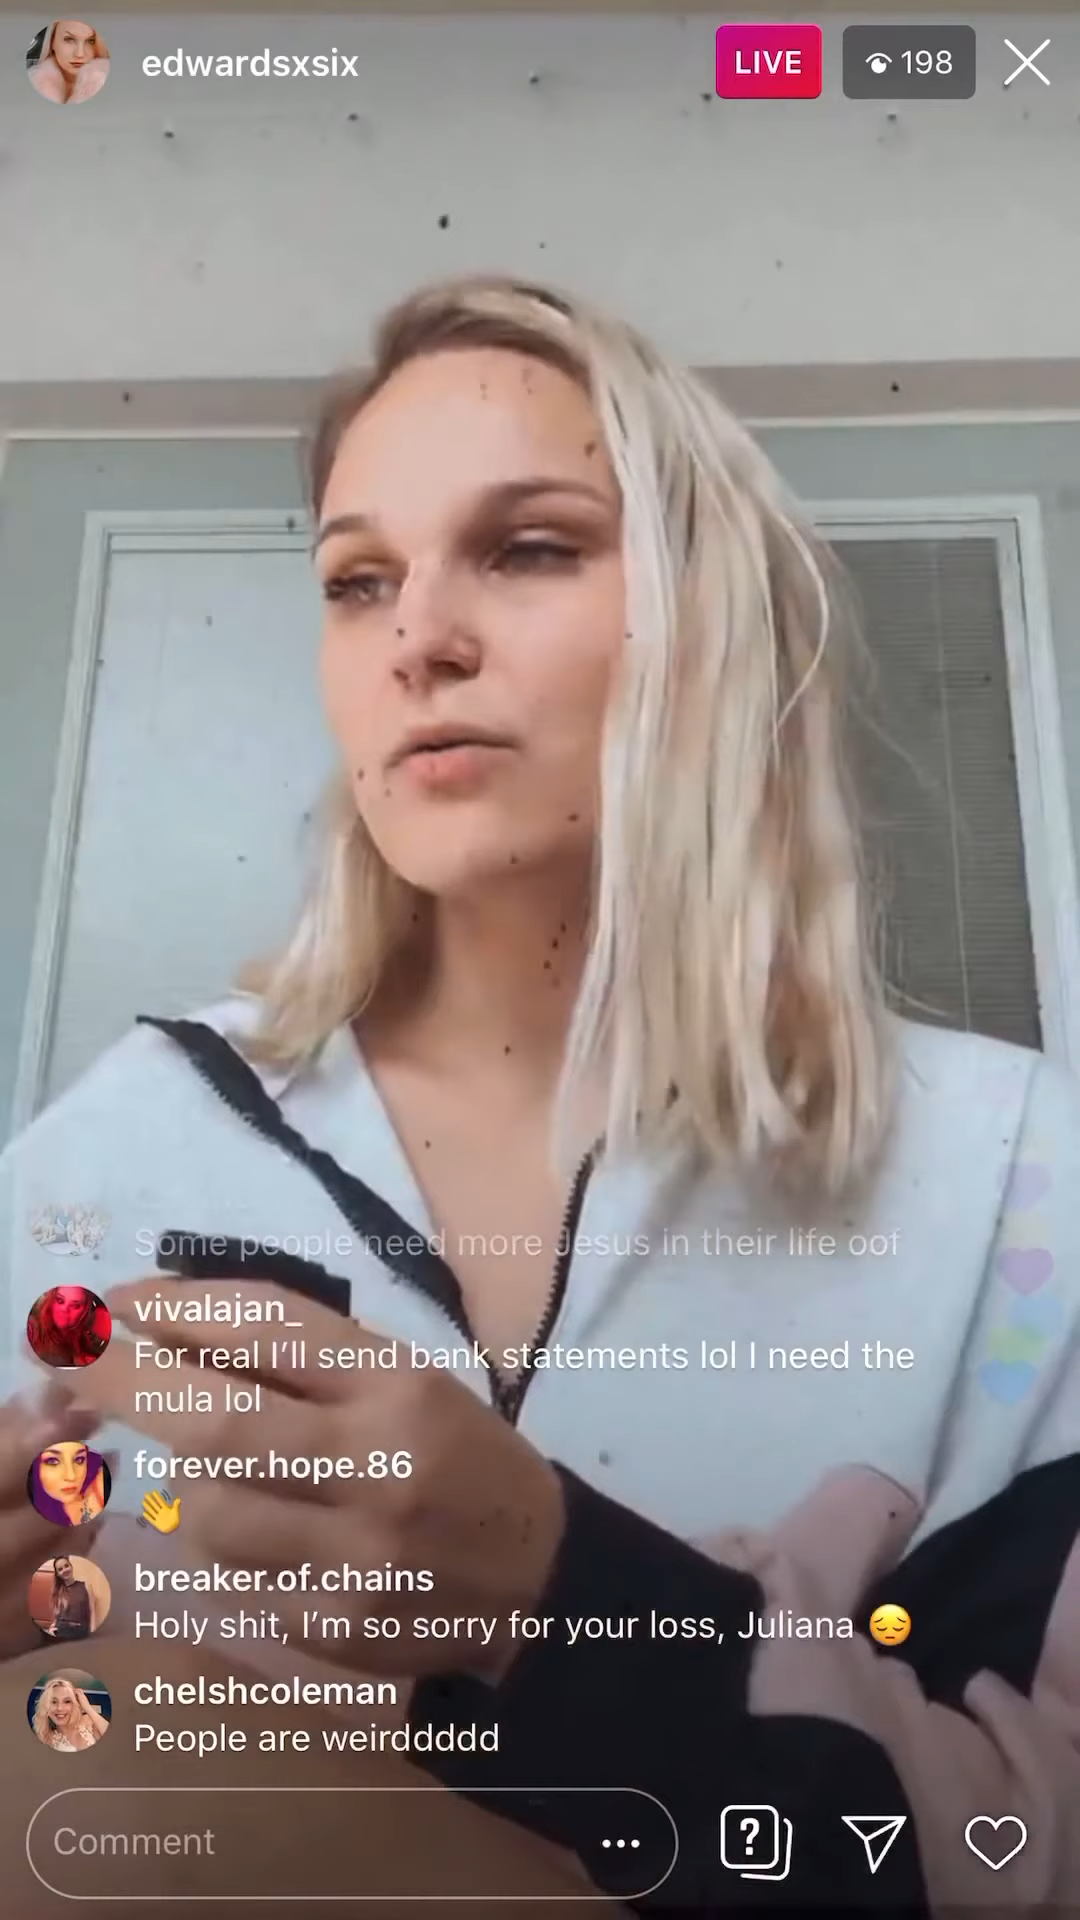 edwardsxsix
LIVE
198
Some people need more Jesus in their life oof
vivalajan_
For real I’ll send bank statements lol I need the
mula lol
forever.hope.86
👋
breaker.of.chains
Holy shit, I’m so sorry for your loss, Juliana 😔
chelshcoleman
People are weirddddd
Comment